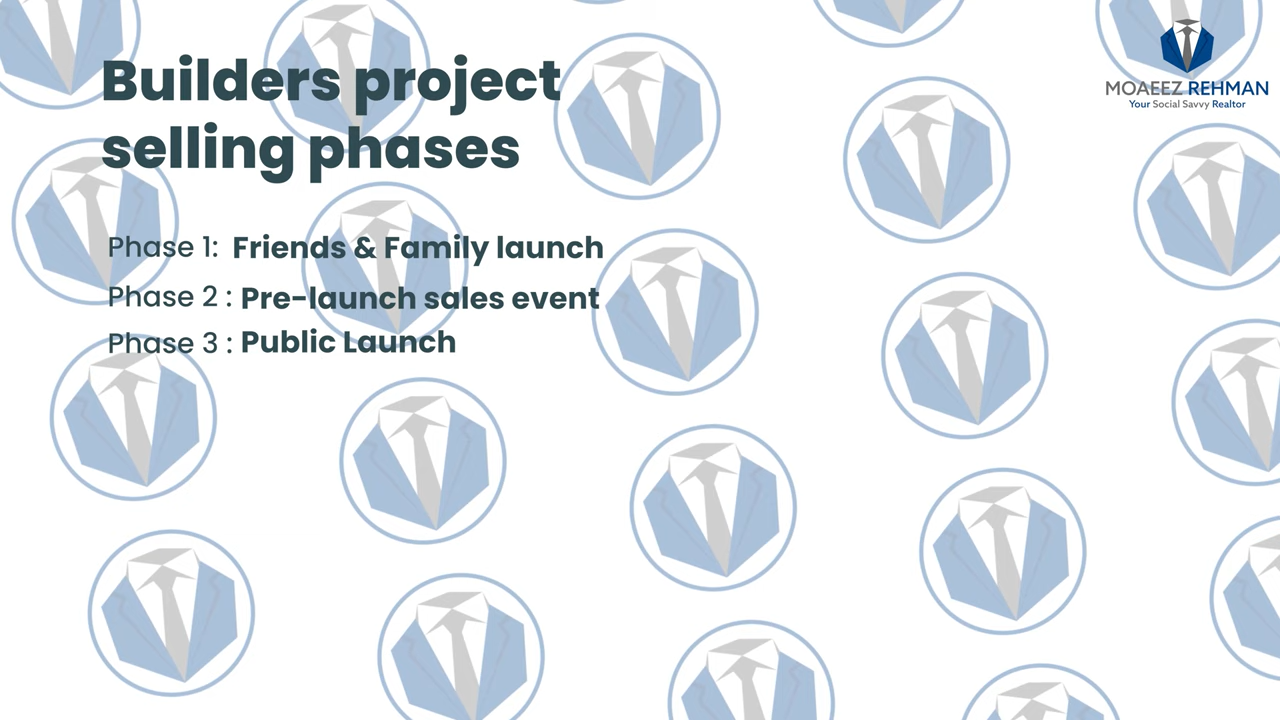 Builders project
selling phases
Phase 1: Friends & Family launch
Phase 2 : Pre-launch sales event
Phase 3 : Public Launch
MOAEEZ REHMAN
Your Social Savvy Realtor